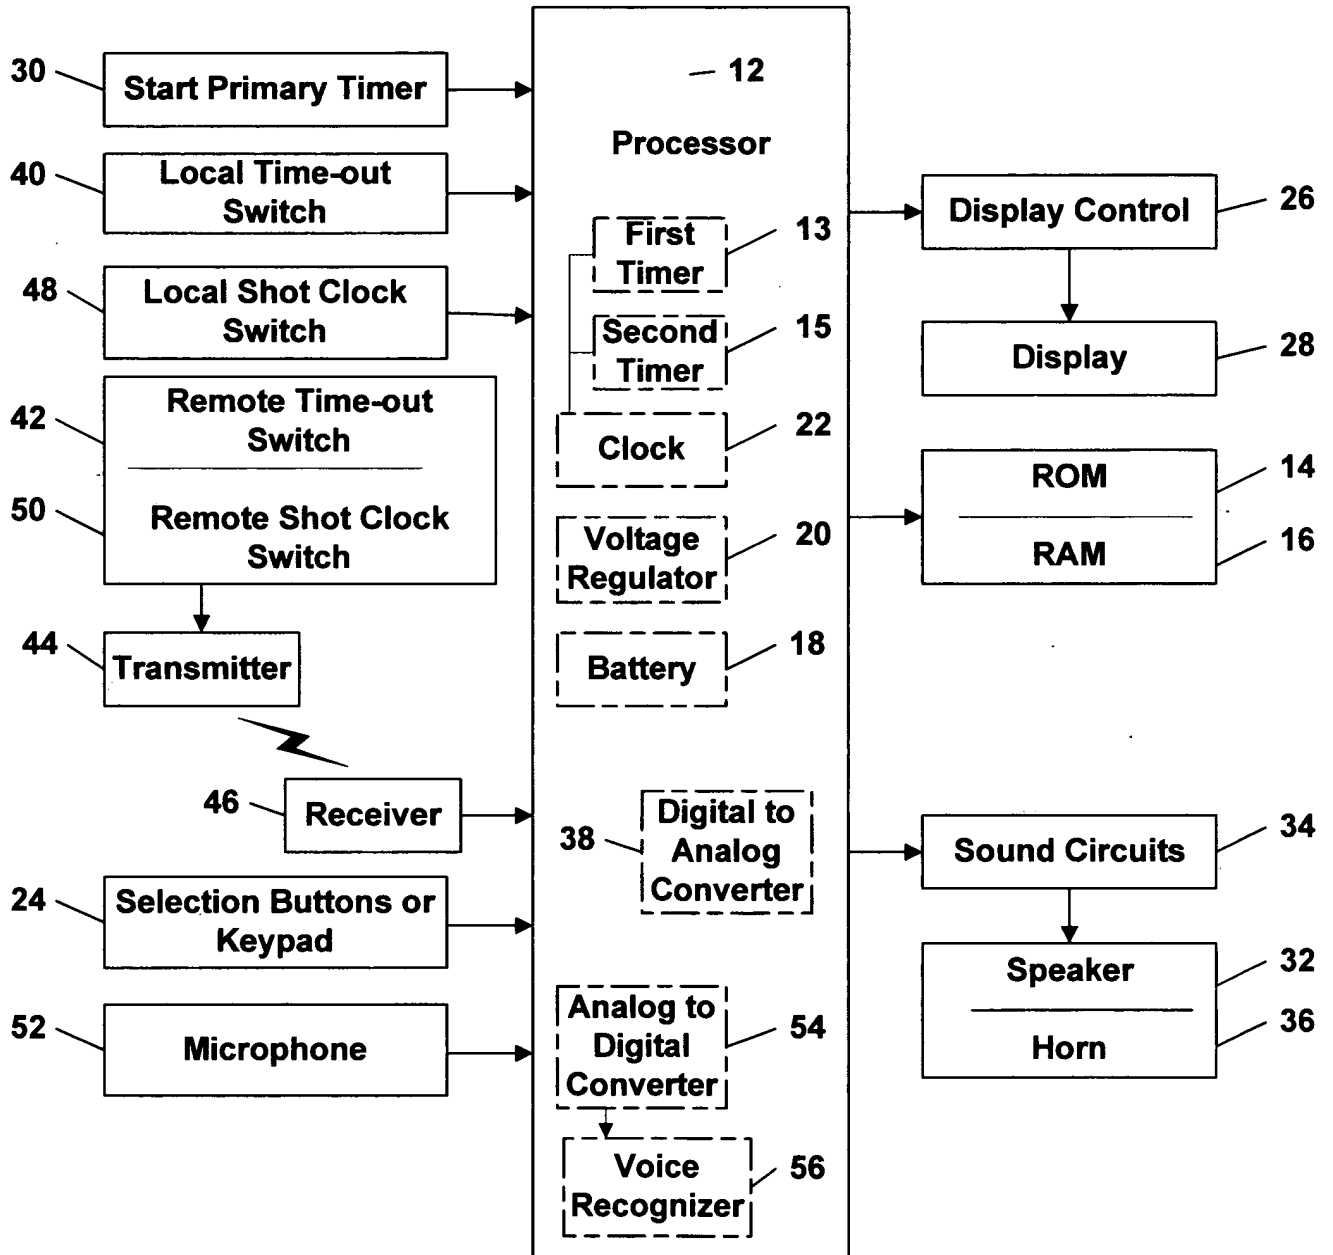 30
Start Primary Timer
40
Local Time-out
Switch
48
Local Shot Clock
Switch
42
Remote Time-out
Switch
50
Remote Shot Clock
Switch
44
Transmitter
46
Receiver
24
Selection Buttons or
Keypad
52
Microphone
12
Processor
First
Timer
13
Second
Timer
15
Clock
22
Voltage
Regulator
20
Battery
18
38
Digital to
Analog
Converter
Analog to
Digital
Converter
54
Voice
Recognizer
56
Display Control
26
Display
28
ROM
14
RAM
16
Sound Circuits
34
Speaker
32
Horn
36